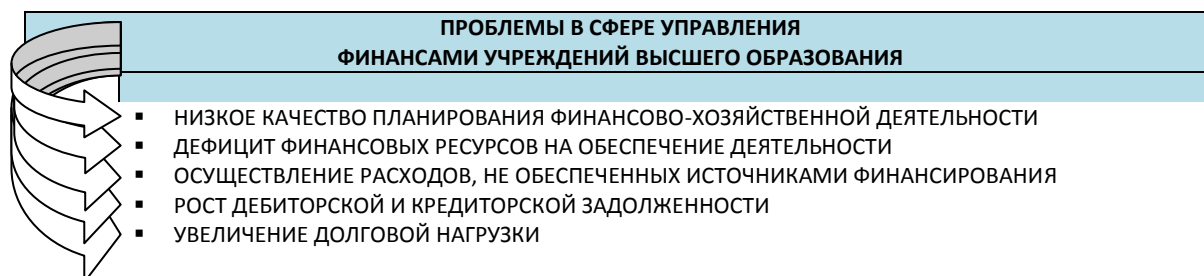 ПРОБЛЕМЫ В СФЕРЕ УПРАВЛЕНИЯ
ФИНАНСАМИ УЧРЕЖДЕНИЙ ВЫСШЕГО ОБРАЗОВАНИЯ
▪ НИЗКОЕ КАЧЕСТВО ПЛАНИРОВАНИЯ ФИНАНСОВО-ХОЗЯЙСТВЕННОЙ ДЕЯТЕЛЬНОСТИ
▪ ДЕФИЦИТ ФИНАНСОВЫХ РЕСУРСОВ НА ОБЕСПЕЧЕНИЕ ДЕЯТЕЛЬНОСТИ
▪ ОСУЩЕСТВЛЕНИЕ РАСХОДОВ, НЕ ОБЕСПЕЧЕННЫХ ИСТОЧНИКАМИ ФИНАНСИРОВАНИЯ
▪ РОСТ ДЕБИТОРСКОЙ И КРЕДИТОРСКОЙ ЗАДОЛЖЕННОСТИ
▪ УВЕЛИЧЕНИЕ ДОЛГОВОЙ НАГРУЗКИ